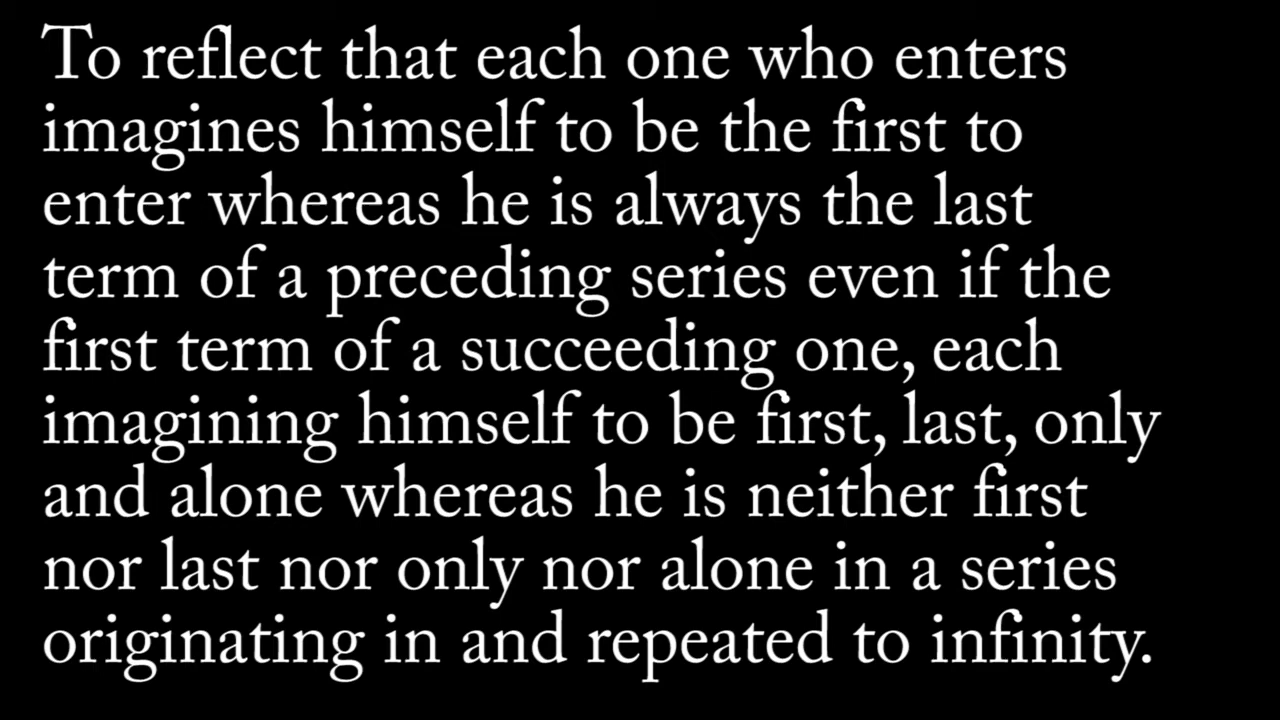 To reflect that each one who enters
imagines himself to be the first to
enter whereas he is always the last
term of a preceding series even if the
first term of a succeeding one, each
imagining himself to be first, last, only
and alone whereas he is neither first
nor last nor only nor alone in a series
originating in and repeated to infinity.